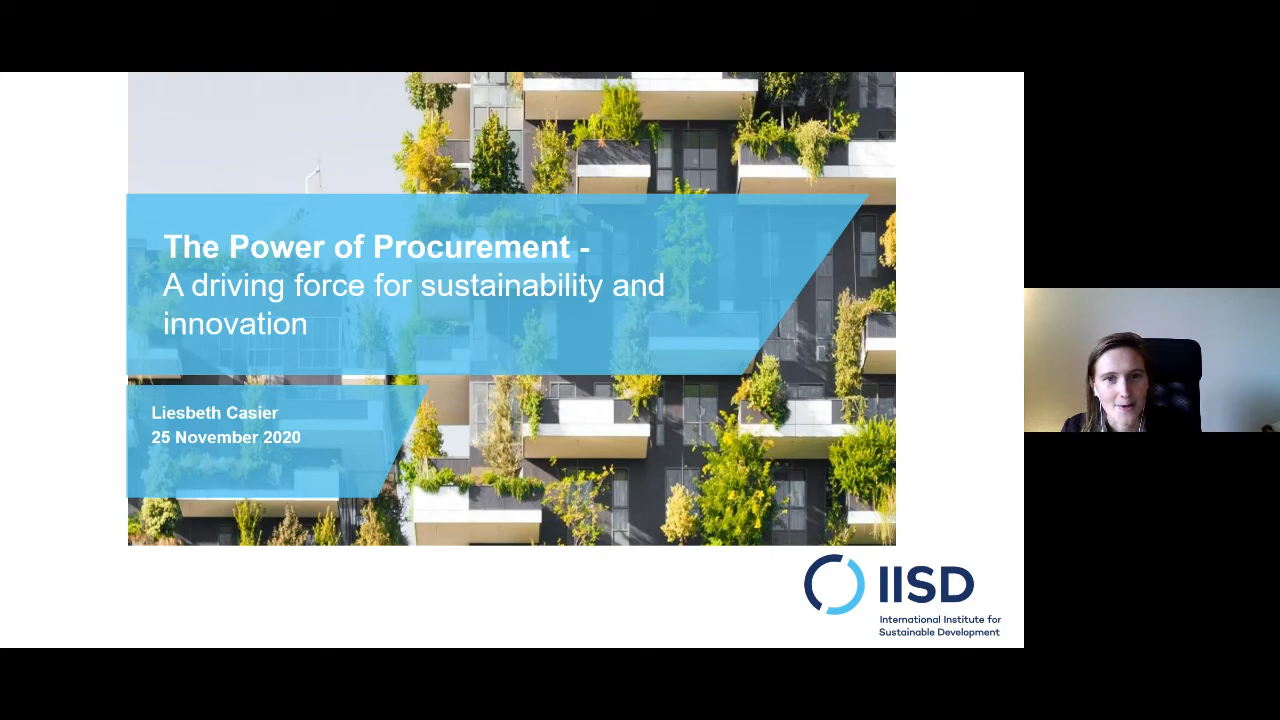 The Power of Procurement -
A driving force for sustainability and
innovation
Liesbeth Casier
25 November 2020
IISD
International Institute for
Sustainable Development